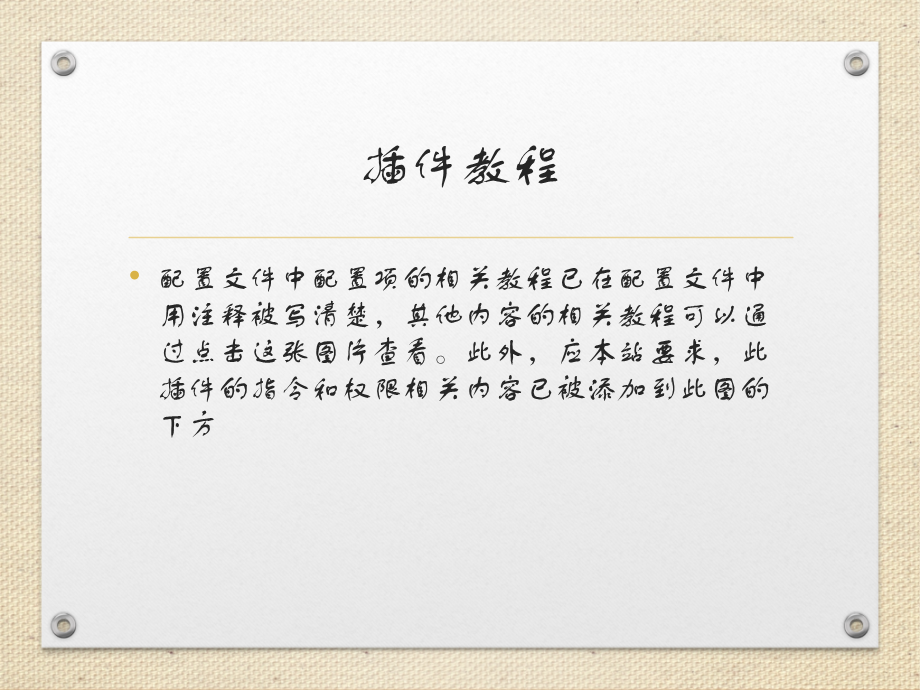 插件教程
• 配置文件中配置项的相关教程已在配置文件中
用注释被写清楚，其他内容的相关教程可以通
过点击这张图片查看。此外，应本站要求，此
插件的指令和权限相关内容已被添加到此图的
下方